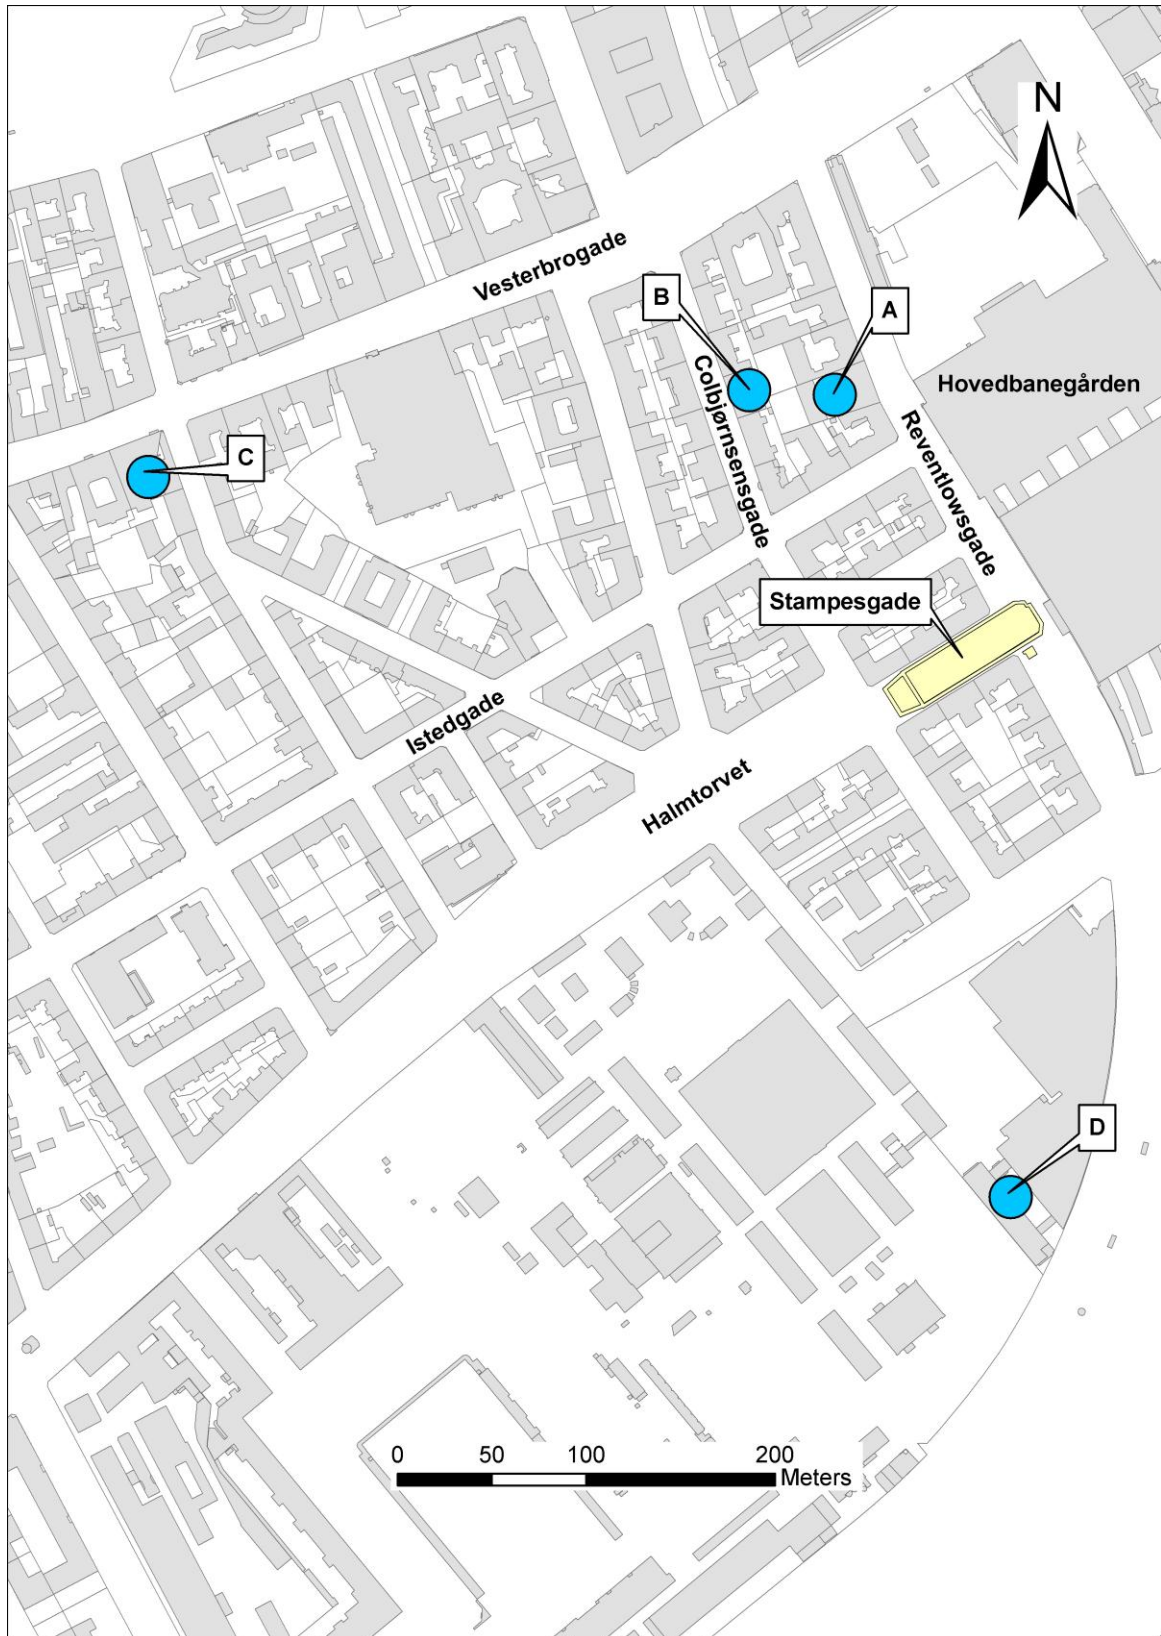 N
Vesterbrogade
B
A
Colbjørnsensgade
Hovedbanegården
Reventlowsgade
C
Stampesgade
Istedgade
Halmtorvet
D
0 50 100 200
Meters